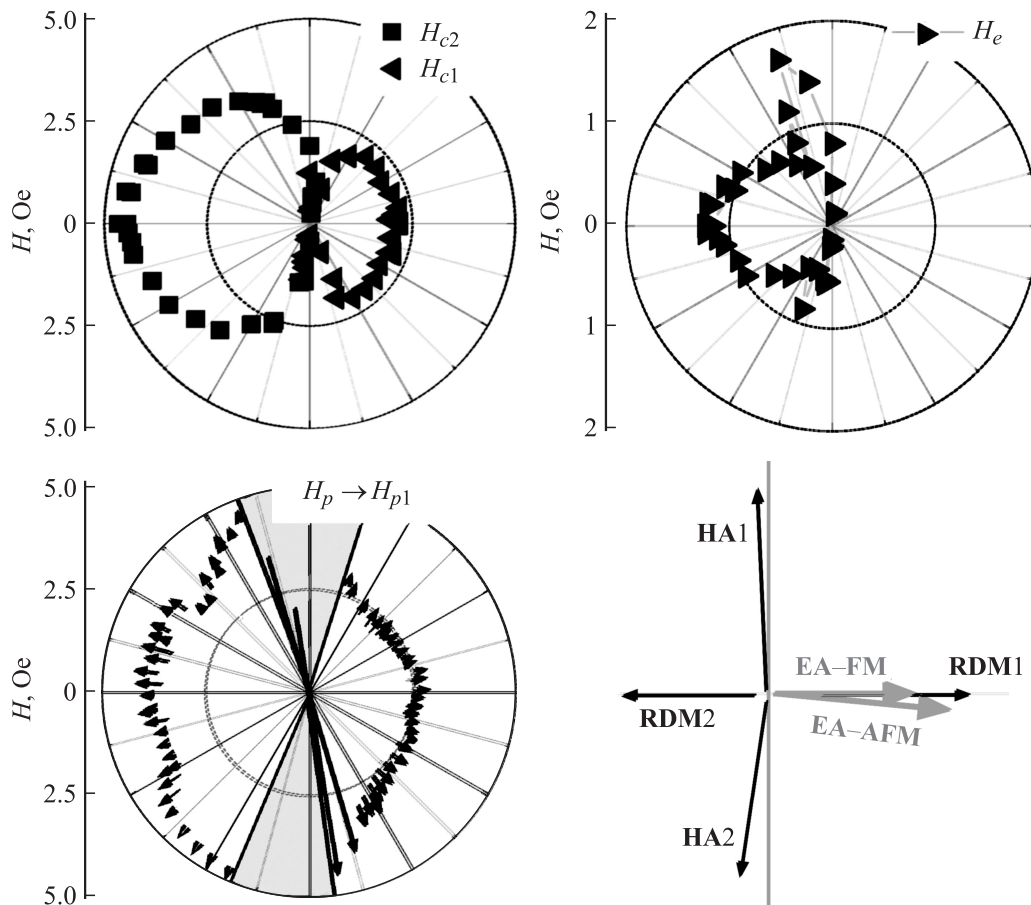 5.0
2.5
0
2.5
5.0
H, Oe
H_{c2}
H_{c1}
2
1
0
1
2
H, Oe
H_e
5.0
2.5
0
2.5
5.0
H, Oe
H_p → H_{p1}
HA1
EA–FM
RDM1
RDM2
EA–AFM
HA2